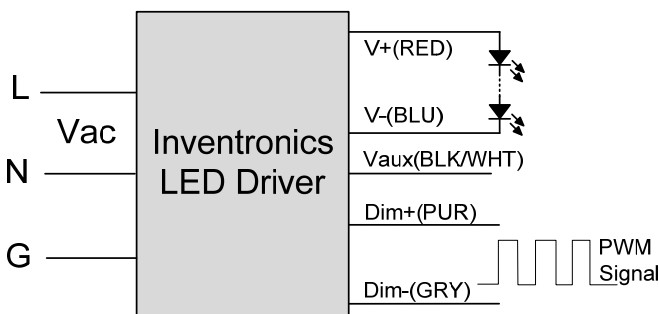 L
Vac
N
G
Inventronics
LED Driver
V+(RED)
V-(BLU)
Vaux(BLK/WHT)
Dim+(PUR)
Dim-(GRY)
PWM
Signal